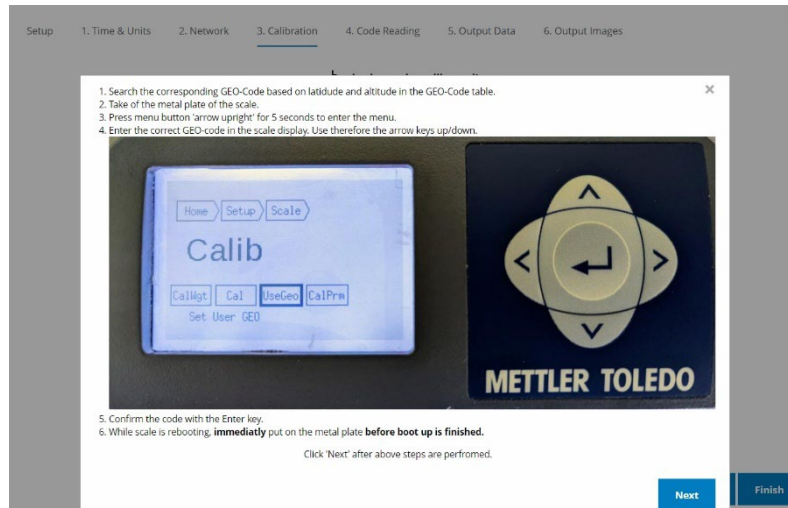 Setup 1. Time & Units 2. Network 3. Calibration 4. Code Reading 5. Output Data 6. Output Images
1. Search the corresponding GEO-Code based on latidude and altitude in the GEO-Code table.
2. Take of the metal plate of the scale.
3. Press menu button 'arrow upright' for 5 seconds to enter the menu.
4. Enter the correct GEO-code in the scale display. Use therefore the arrow keys up/down.
Home Setup Scale
Calib
CalWgt Cal UseGeo CalPrm
Set User GEO
METTLER TOLEDO
5. Confirm the code with the Enter key.
6. While scale is rebooting, immediatly put on the metal plate before boot up is finished.
Click 'Next' after above steps are perfromed.
Next
Finish